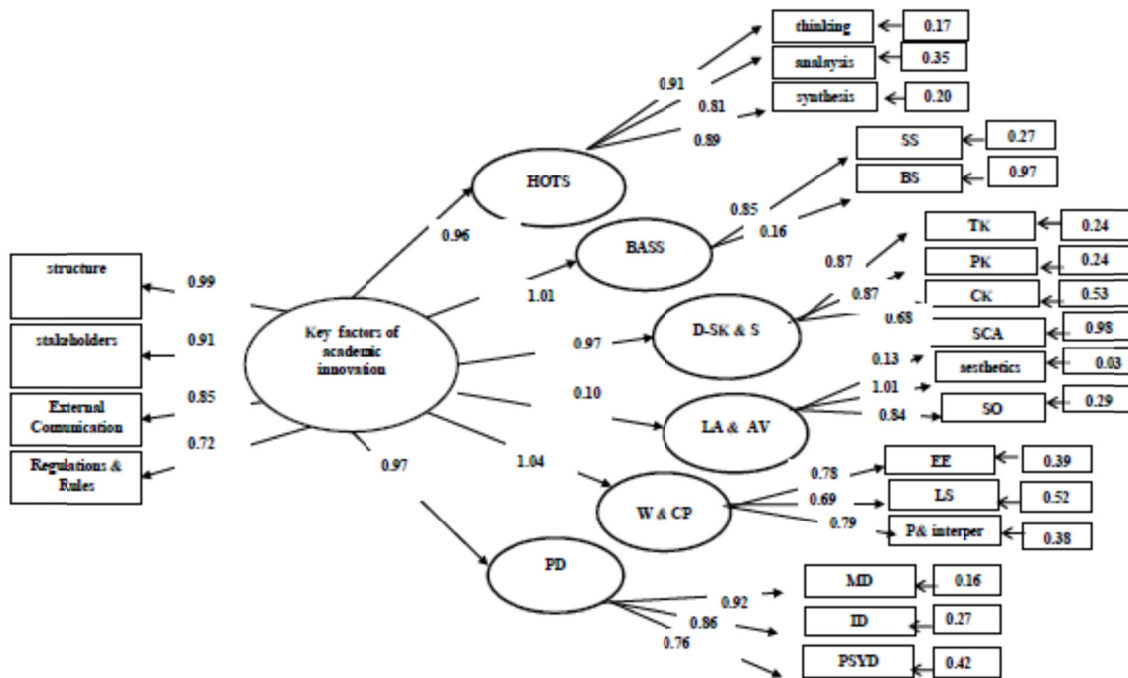 thinking
0.17
analaysis
0.35
synthesis
0.20
0.91
0.81
0.89
SS
0.27
BS
0.97
HOTS
0.85
0.16
0.96
BASS
TK
0.24
PK
0.24
CK
0.53
0.87
0.87
0.68
structure
0.99
1.01
Key factors of
academic
innovation
D-SK & S
SCA
0.98
stakaholders
0.91
0.97
0.13
aesthetics
0.03
0.10
1.01
External
Comunication
0.85
SO
0.29
0.84
LA & AV
Regulations &
Rules
0.72
0.97
1.04
EE
0.39
0.78
LS
0.52
0.69
W & CP
P& interper
0.38
0.79
PD
MD
0.16
0.92
ID
0.27
0.86
PSYD
0.42
0.76